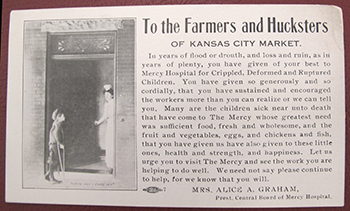 To the Farmers and Hucksters
OF KANSAS CITY MARKET.
In years of flood or drouth, and loss and ruin, as in
years of plenty, you have given of your best to
Mercy Hospital for Crippled, Deformed and Ruptured
Children. You have given so generously and so
cordially, that you have sustained and encouraged
the workers more than you can realize or we can tell
you. Many are the children sick near unto death
that have come to The Mercy whose greatest need
was sufficient food, fresh and wholesome, and the
fruit and vegetables, eggs, and chickens and fish,
that you have given us have also given to these little
ones, health and strength, and happiness. Let us
urge you to visit The Mercy and see the work you are
helping to do well. We need not say please continue
to help, for we know that you will.
MRS. ALICE A. GRAHAM,
Prest. Central Board of Mercy Hospital.